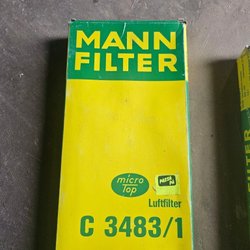 MANN
FILTER
micro
top
Luftfilter
C 3483/1